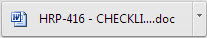 HRP-416 - CHECKLI....doc